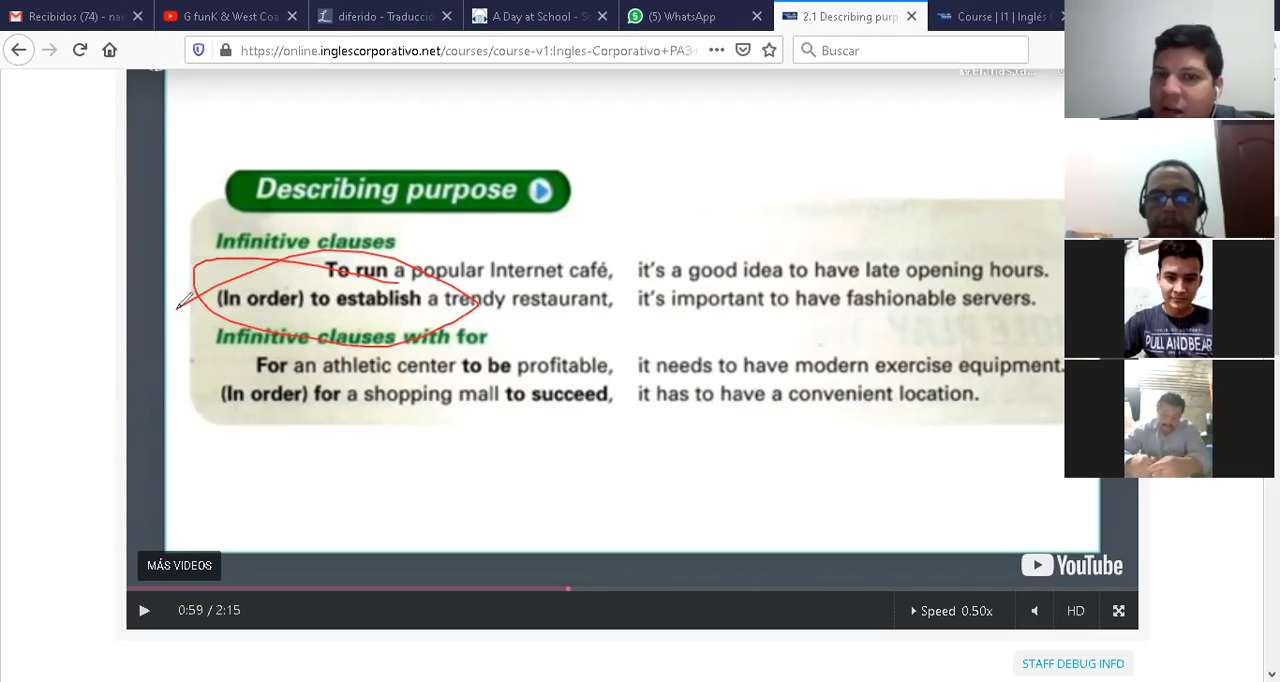 Recibidos (74) - na
G funK & West Coa
diferido - Traducció
A Day at School - S
(5) WhatsApp
2.1 Describing purp
Course | I1 | Inglés
https://online.inglescorporativo.net/courses/course-v1:Ingles-Corporativo+PA3+
Buscar
Describing purpose
Infinitive clauses
To run a popular Internet café, it's a good idea to have late opening hours.
(In order) to establish a trendy restaurant, it's important to have fashionable servers.
Infinitive clauses with for
For an athletic center to be profitable, it needs to have modern exercise equipment.
(In order) for a shopping mall to succeed, it has to have a convenient location.
PULL AND BEAR
MÁS VIDEOS
YouTube
0:59 / 2:15
Speed 0.50x
HD
STAFF DEBUG INFO